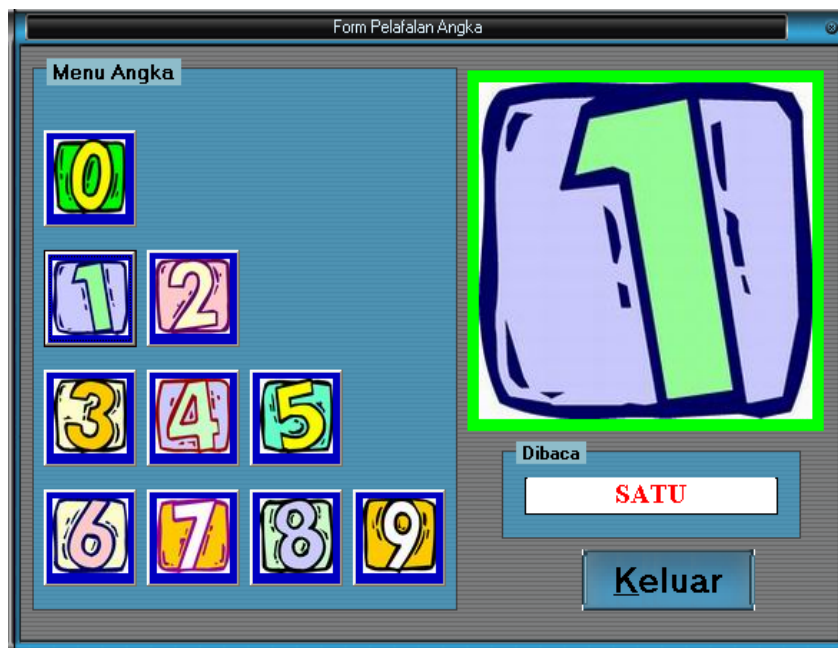 Form Pelafalan Angka
Menu Angka
0
1 2
3 4 5
6 7 8 9
1
Dibaca
SATU
Keluar